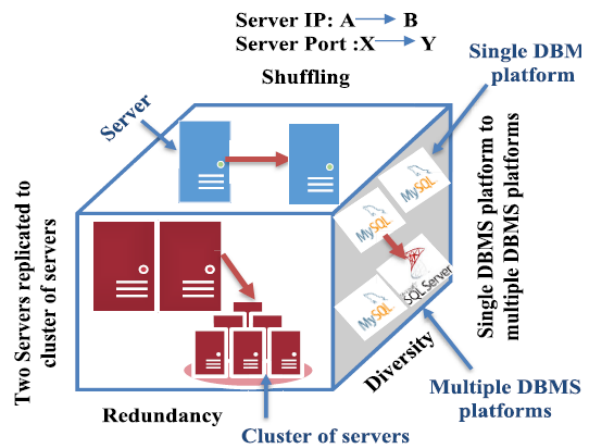 Server IP: A B
Server Port :X Y
Shuffling
Single DBM
platform
Server
MySQL
MySQL
Microsoft
SQL Server
MySQL
Two Servers replicated to
cluster of servers
Single DBMS platform to
multiple DBMS platforms
Diversity
Redundancy
Cluster of servers
Multiple DBMS
platforms